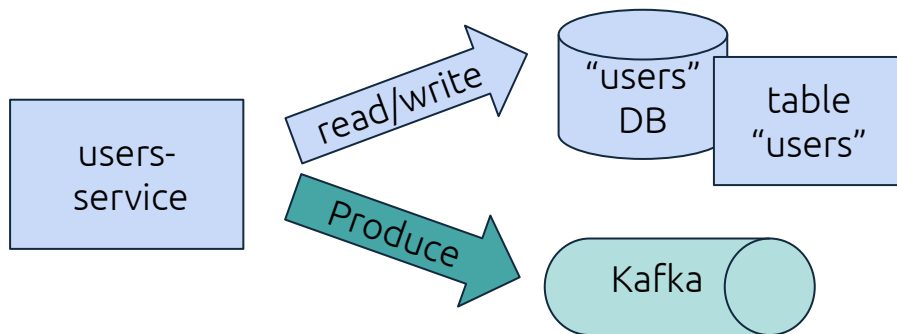 users-
service
read/write
Produce
“users”
DB
table
“users”
Kafka